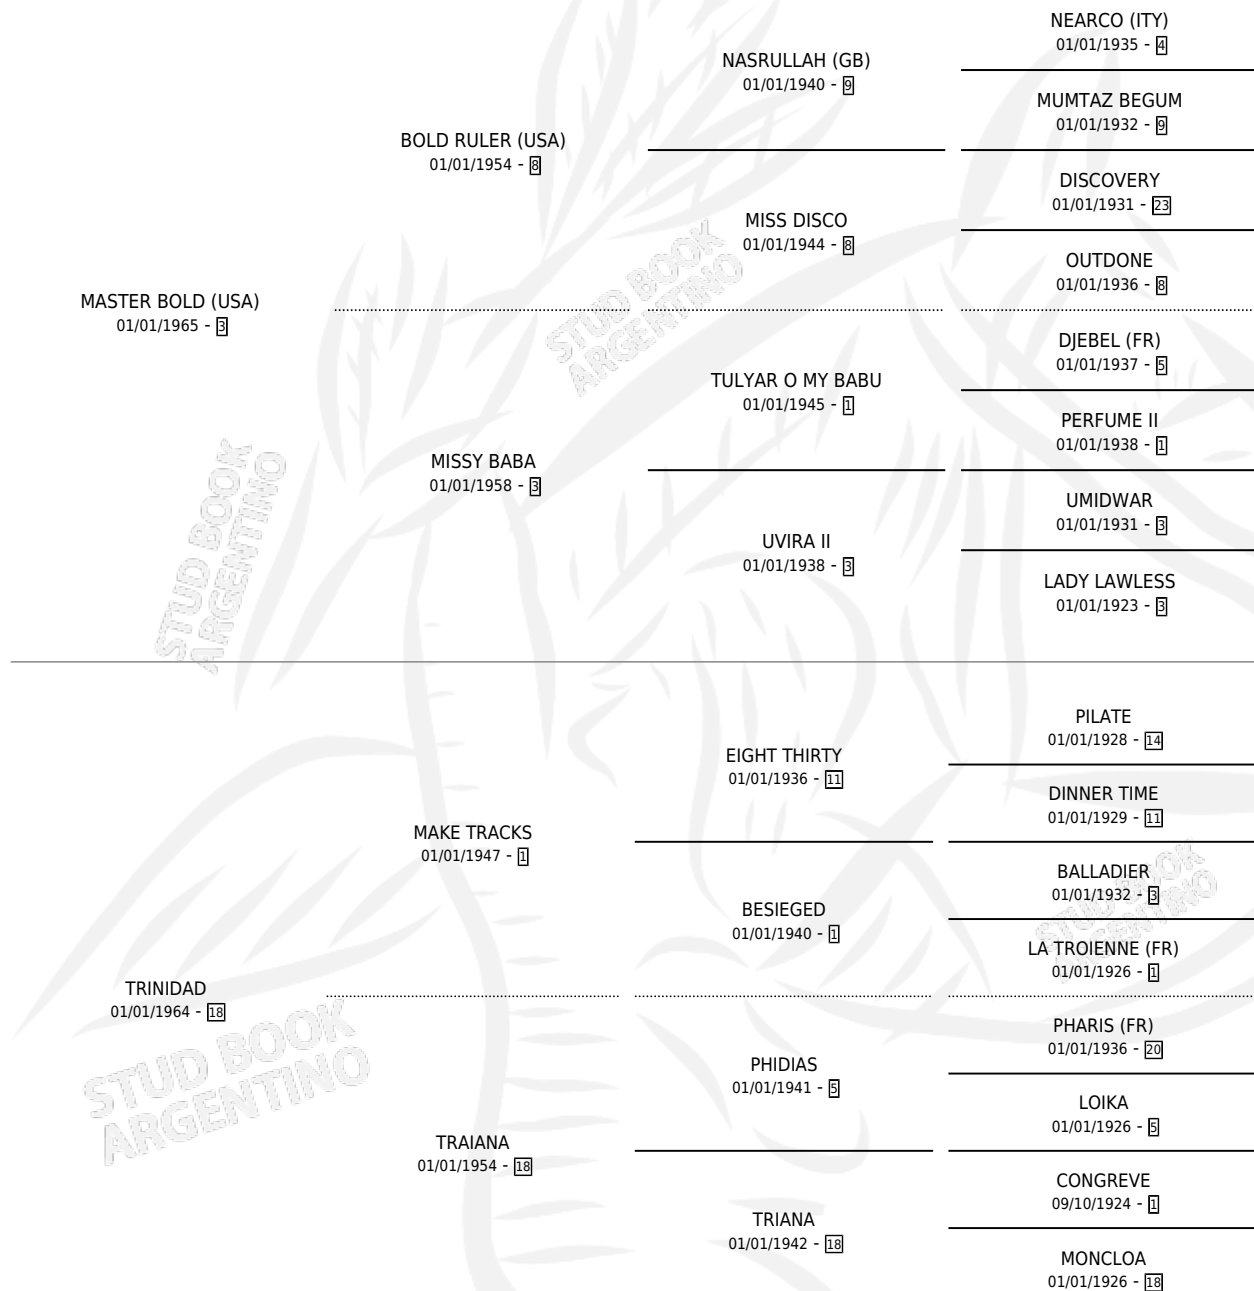 NEARCO (ITY)
01/01/1935 - 4
NASRULLAH (GB)
01/01/1940 - 9
MUMTAZ BEGUM
01/01/1932 - 9
BOLD RULER (USA)
01/01/1954 - 8
DISCOVERY
01/01/1931 - 23
MISS DISCO
01/01/1944 - 8
OUTDONE
01/01/1936 - 8
MASTER BOLD (USA)
01/01/1965 - 3
DJEBEL (FR)
01/01/1937 - 5
TULYAR O MY BABU
01/01/1945 - 1
PERFUME II
01/01/1938 - 1
MISSY BABA
01/01/1958 - 3
UMIDWAR
01/01/1931 - 3
UVIRA II
01/01/1938 - 3
LADY LAWLESS
01/01/1923 - 3
PILATE
01/01/1928 - 14
EIGHT THIRTY
01/01/1936 - 11
DINNER TIME
01/01/1929 - 11
MAKE TRACKS
01/01/1947 - 1
BALLADIER
01/01/1932 - 3
BESIEGED
01/01/1940 - 1
LA TROIENNE (FR)
01/01/1926 - 1
TRINIDAD
01/01/1964 - 18
PHARIS (FR)
01/01/1936 - 20
PHIDIAS
01/01/1941 - 5
LOIKA
01/01/1926 - 5
TRAIANA
01/01/1954 - 18
CONGREVE
09/10/1924 - 1
TRIANA
01/01/1942 - 18
MONCLOA
01/01/1926 - 18
STUD BOOK
ARGENTINO
STUD BOOK
ARGENTINO
STUD BOOK
ARGENTINO
STUD BOOK
ARGENTINO